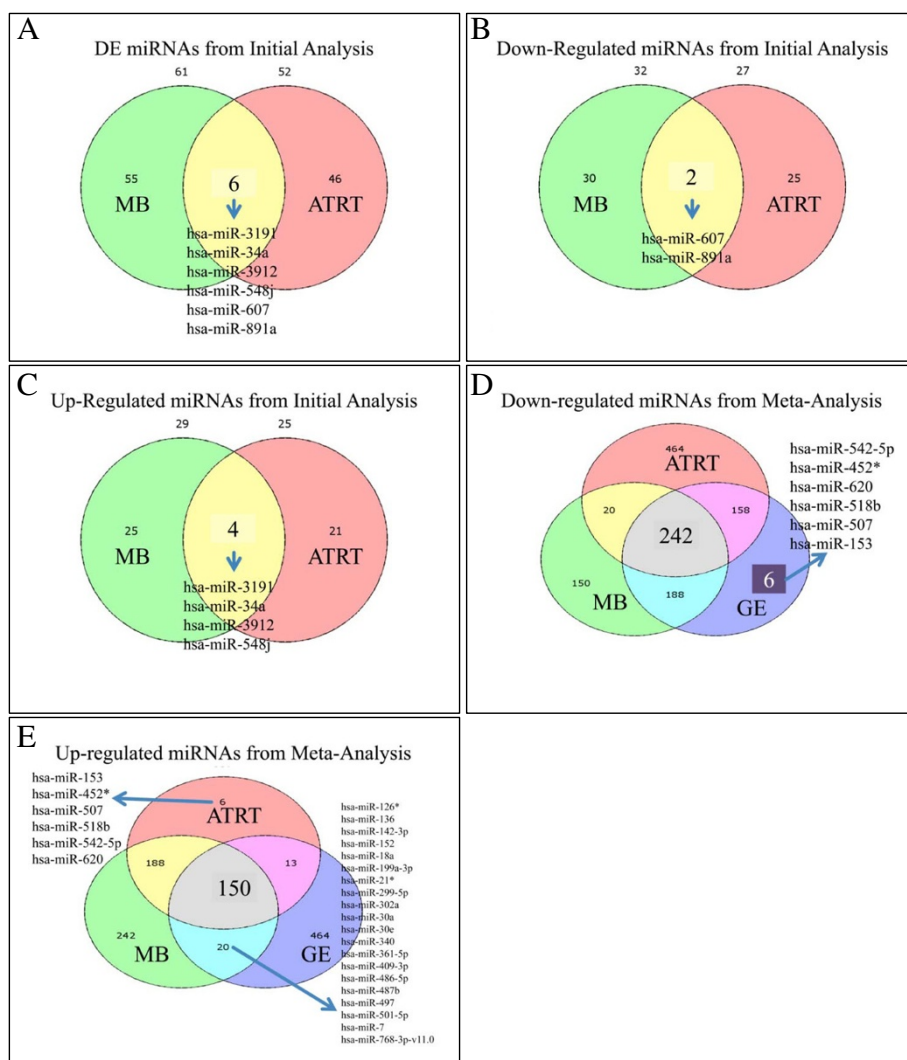 A
DE miRNAs from Initial Analysis
61
52
55
6
46
MB
ATRT
hsa-miR-3191
hsa-miR-34a
hsa-miR-3912
hsa-miR-548j
hsa-miR-607
hsa-miR-891a
B
Down-Regulated miRNAs from Initial Analysis
32
27
30
2
25
MB
ATRT
hsa-miR-607
hsa-miR-891a
C
Up-Regulated miRNAs from Initial Analysis
29
25
25
4
21
MB
ATRT
hsa-miR-3191
hsa-miR-34a
hsa-miR-3912
hsa-miR-548j
D
Down-regulated miRNAs from Meta-Analysis
464
ATRT
20
158
242
150
MB
188
6
GE
hsa-miR-542-5p
hsa-miR-452*
hsa-miR-620
hsa-miR-518b
hsa-miR-507
hsa-miR-153
E
Up-regulated miRNAs from Meta-Analysis
hsa-miR-153
hsa-miR-452*
hsa-miR-507
hsa-miR-518b
hsa-miR-542-5p
hsa-miR-620
6
ATRT
188
13
150
242
MB
20
464
GE
hsa-miR-126*
hsa-miR-136
hsa-miR-142-3p
hsa-miR-152
hsa-miR-18a
hsa-miR-199a-3p
hsa-miR-21*
hsa-miR-299-5p
hsa-miR-302a
hsa-miR-30a
hsa-miR-30e
hsa-miR-340
hsa-miR-361-5p
hsa-miR-409-3p
hsa-miR-486-5p
hsa-miR-487b
hsa-miR-497
hsa-miR-501-5p
hsa-miR-7
hsa-miR-768-3p-v11.0